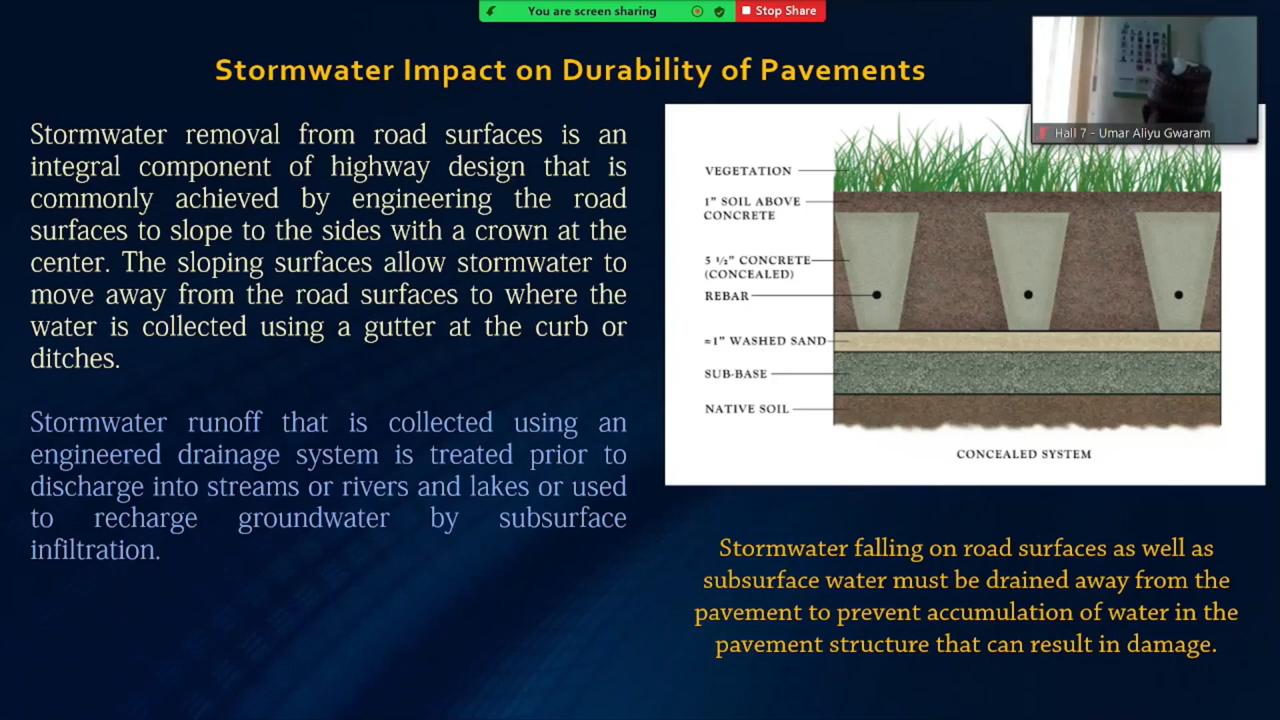 You are screen sharing
Stop Share
Hall 7 - Umar Aliyu Gwaram
Stormwater Impact on Durability of Pavements
Stormwater removal from road surfaces is an
integral component of highway design that is
commonly achieved by engineering the road
surfaces to slope to the sides with a crown at the
center. The sloping surfaces allow stormwater to
move away from the road surfaces to where the
water is collected using a gutter at the curb or
ditches.
Stormwater runoff that is collected using an
engineered drainage system is treated prior to
discharge into streams or rivers and lakes or used
to recharge groundwater by subsurface
infiltration.
VEGETATION
1" SOIL ABOVE
CONCRETE
5 ½" CONCRETE
(CONCEALED)
REBAR
≈1" WASHED SAND
SUB-BASE
NATIVE SOIL
CONCEALED SYSTEM
Stormwater falling on road surfaces as well as
subsurface water must be drained away from the
pavement to prevent accumulation of water in the
pavement structure that can result in damage.